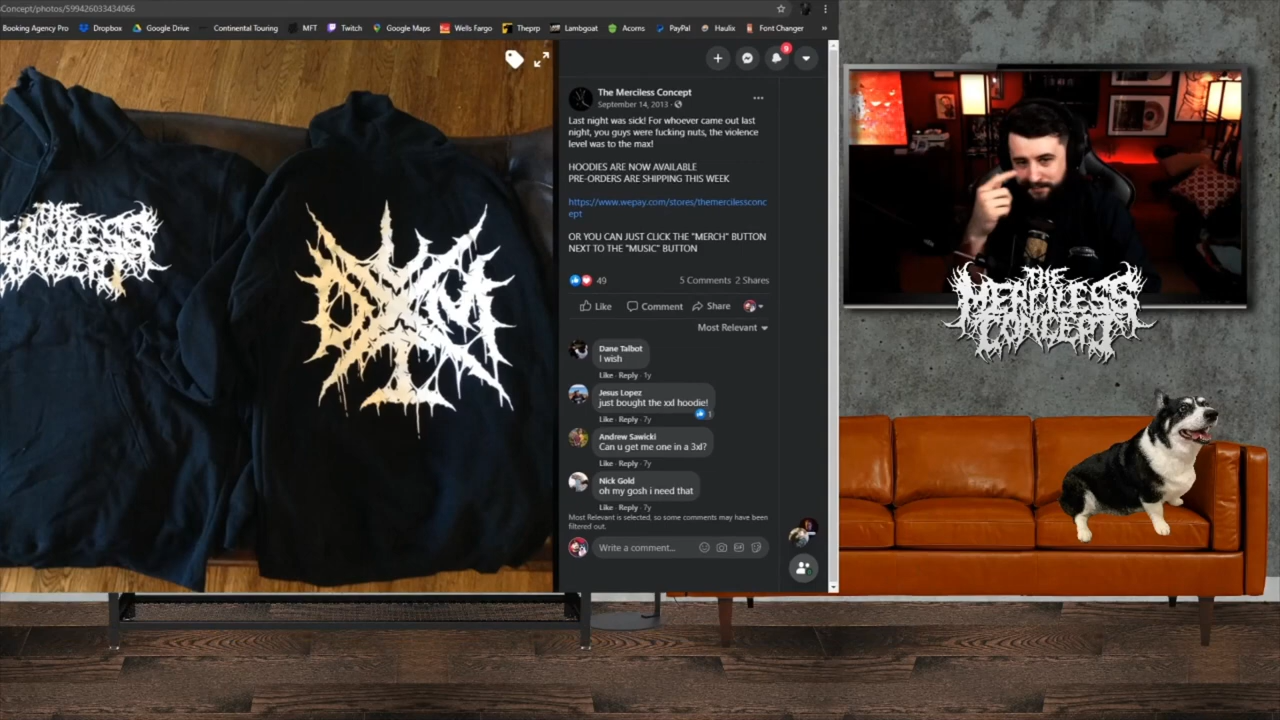 Concept/photos/599426033434066
Booking Agency Pro Dropbox Google Drive Continental Touring MFT Twitch Google Maps Wells Fargo Theprp Lambgoat Acorns PayPal Haulix Font Changer »
9
The Merciless Concept
September 14, 2013
Last night was sick! For whoever came out last
night, you guys were fucking nuts, the violence
level was to the max!
HOODIES ARE NOW AVAILABLE
PRE-ORDERS ARE SHIPPING THIS WEEK
https://www.wepay.com/stores/themercilessconc
ept
OR YOU CAN JUST CLICK THE "MERCH" BUTTON
NEXT TO THE "MUSIC" BUTTON
49 5 Comments 2 Shares
Like Comment Share
Most Relevant
Dane Talbot
I wish
Like · Reply · 1y
Jesus Lopez
just bought the xxl hoodie!
1
Like · Reply · 7y
Andrew Sawicki
Can u get me one in a 3xl?
Like · Reply · 7y
Nick Gold
oh my gosh i need that
Like · Reply · 7y
Most Relevant is selected, so some comments may have been
filtered out.
Write a comment...
THE
MERCILESS
CONCEPT
THE
MERCILESS
CONCEPT